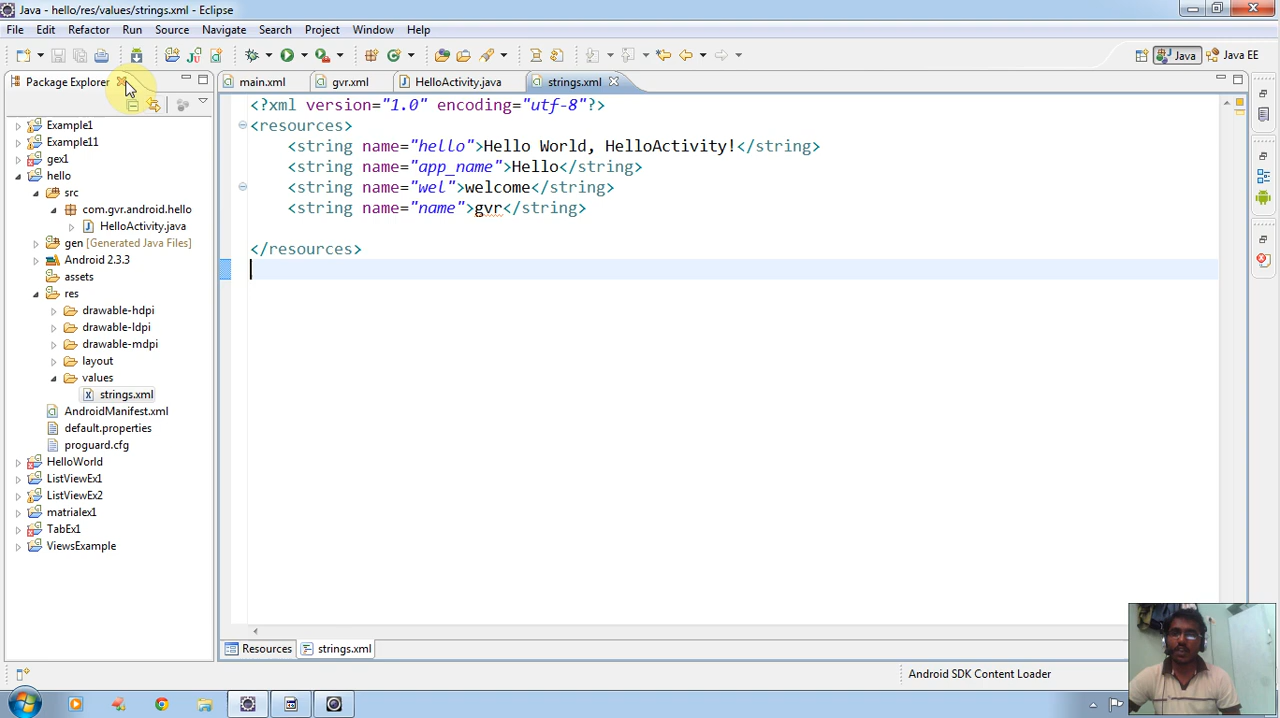 Java - hello/res/values/strings.xml - Eclipse
File Edit Refactor Run Source Navigate Search Project Window Help
Java Java EE
Package Explorer main.xml gvr.xml HelloActivity.java strings.xml
Example1
Example11
gex1
hello
src
com.gvr.android.hello
HelloActivity.java
gen [Generated Java Files]
Android 2.3.3
assets
res
drawable-hdpi
drawable-ldpi
drawable-mdpi
layout
values
strings.xml
AndroidManifest.xml
default.properties
proguard.cfg
HelloWorld
ListViewEx1
ListViewEx2
matrialex1
TabEx1
ViewsExample
<?xml version="1.0" encoding="utf-8"?>
<resources>
<string name="hello">Hello World, HelloActivity!</string>
<string name="app_name">Hello</string>
<string name="wel">welcome</string>
<string name="name">gvr</string>
</resources>
Resources strings.xml
Android SDK Content Loader